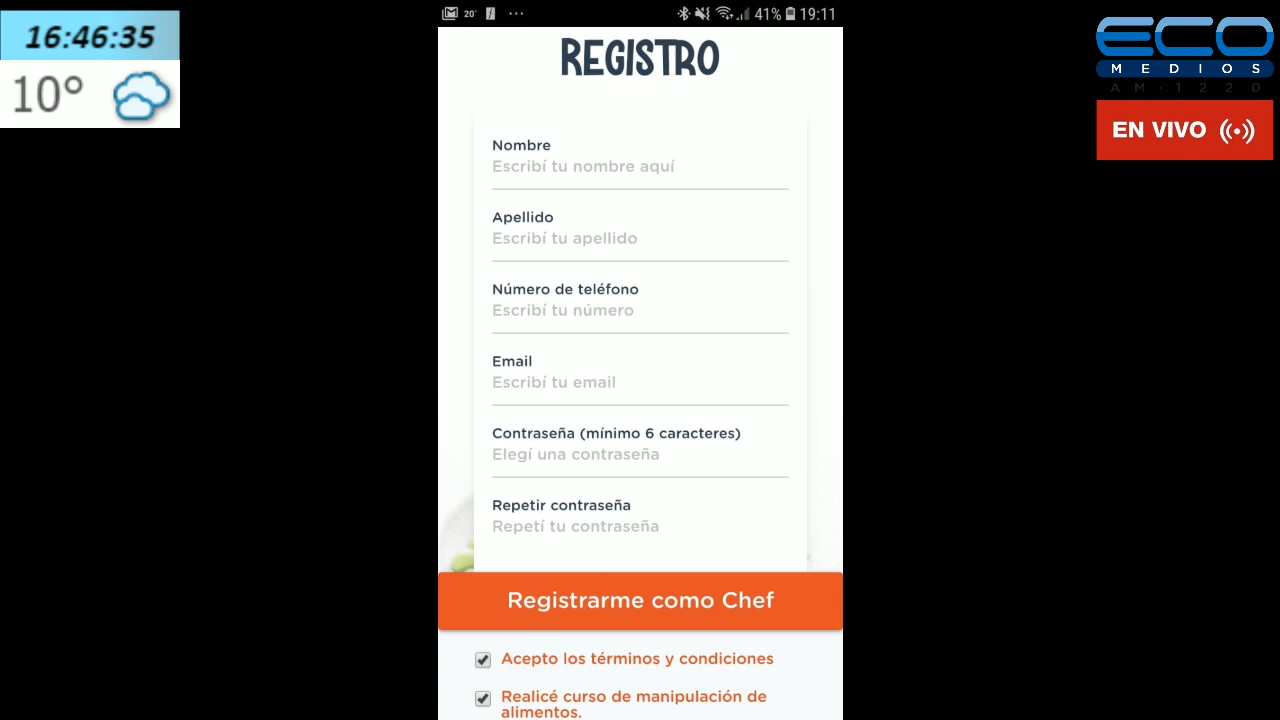 16:46:35
10°
20°
41%
19:11
ECO
MEDIOS
AM·1220
EN VIVO
REGISTRO
Nombre
Escribí tu nombre aquí
Apellido
Escribí tu apellido
Número de teléfono
Escribí tu número
Email
Escribí tu email
Contraseña (mínimo 6 caracteres)
Elegí una contraseña
Repetir contraseña
Repetí tu contraseña
Registrarme como Chef
Acepto los términos y condiciones
Realicé curso de manipulación de
alimentos.